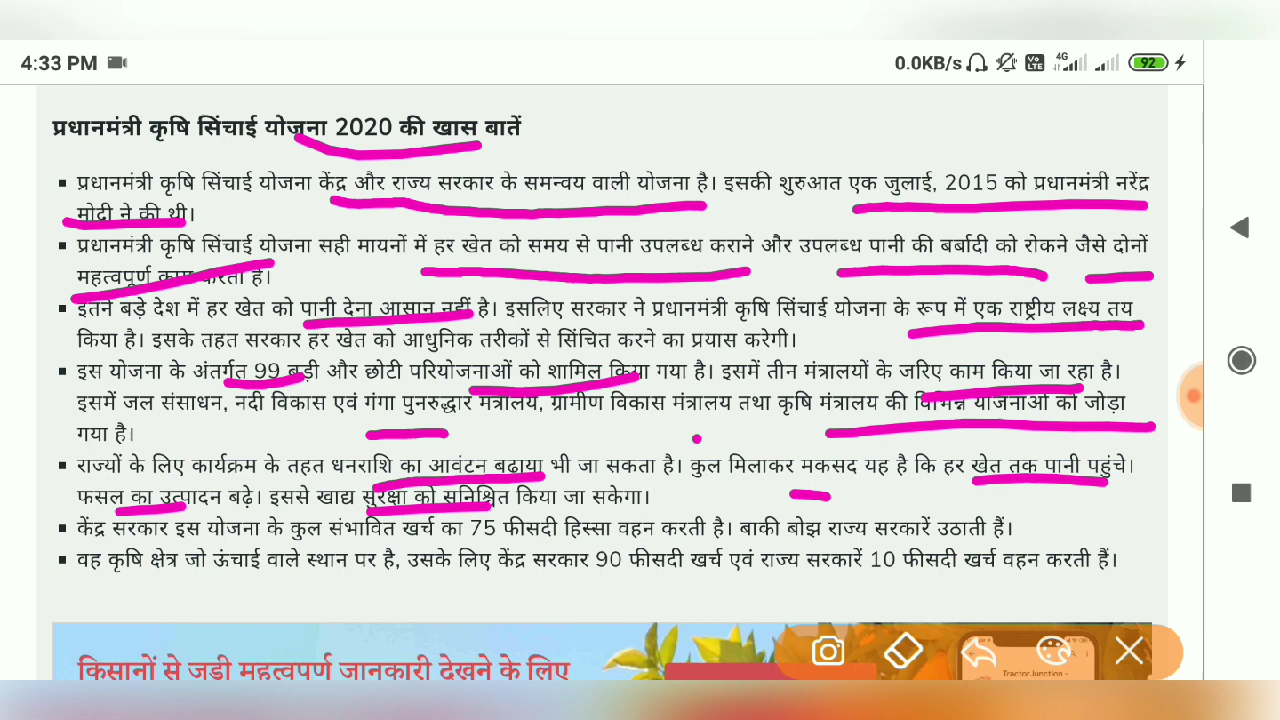 4:33 PM
0.0KB/s
Vo LTE
4G
92
प्रधानमंत्री कृषि सिंचाई योजना 2020 की खास बातें
▪ प्रधानमंत्री कृषि सिंचाई योजना केंद्र और राज्य सरकार के समन्वय वाली योजना है। इसकी शुरुआत एक जुलाई, 2015 को प्रधानमंत्री नरेंद्र
मोदी ने की थी।
▪ प्रधानमंत्री कृषि सिंचाई योजना सही मायनों में हर खेत को समय से पानी उपलब्ध कराने और उपलब्ध पानी की बर्बादी को रोकने जैसे दोनों
महत्वपूर्ण काम करता है।
▪ इतने बड़े देश में हर खेत को पानी देना आसान नहीं है। इसलिए सरकार ने प्रधानमंत्री कृषि सिंचाई योजना के रूप में एक राष्ट्रीय लक्ष्य तय
किया है। इसके तहत सरकार हर खेत को आधुनिक तरीकों से सिंचित करने का प्रयास करेगी।
▪ इस योजना के अंतर्गत 99 बड़ी और छोटी परियोजनाओं को शामिल किया गया है। इसमें तीन मंत्रालयों के जरिए काम किया जा रहा है।
इसमें जल संसाधन, नदी विकास एवं गंगा पुनरुद्धार मंत्रालय, ग्रामीण विकास मंत्रालय तथा कृषि मंत्रालय की विभिन्न योजनाओं को जोड़ा
गया है।
▪ राज्यों के लिए कार्यक्रम के तहत धनराशि का आवंटन बढ़ाया भी जा सकता है। कुल मिलाकर मकसद यह है कि हर खेत तक पानी पहुंचे।
फसल का उत्पादन बढ़े। इससे खाद्य सुरक्षा को सुनिश्चित किया जा सकेगा।
▪ केंद्र सरकार इस योजना के कुल संभावित खर्च का 75 फीसदी हिस्सा वहन करती है। बाकी बोझ राज्य सरकारें उठाती हैं।
▪ वह कृषि क्षेत्र जो ऊंचाई वाले स्थान पर है, उसके लिए केंद्र सरकार 90 फीसदी खर्च एवं राज्य सरकारें 10 फीसदी खर्च वहन करती हैं।
किसानों से जुड़ी महत्वपूर्ण जानकारी देखने के लिए
TractorJunction -